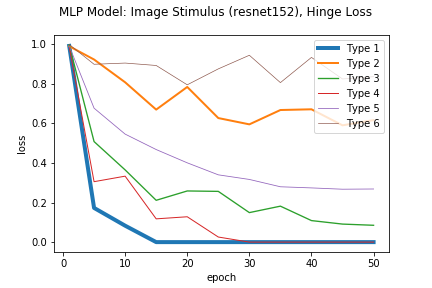 MLP Model: Image Stimulus (resnet152), Hinge Loss
1.0
0.8
0.6
0.4
0.2
0.0
loss
0
10
20
30
40
50
epoch
Type 1
Type 2
Type 3
Type 4
Type 5
Type 6